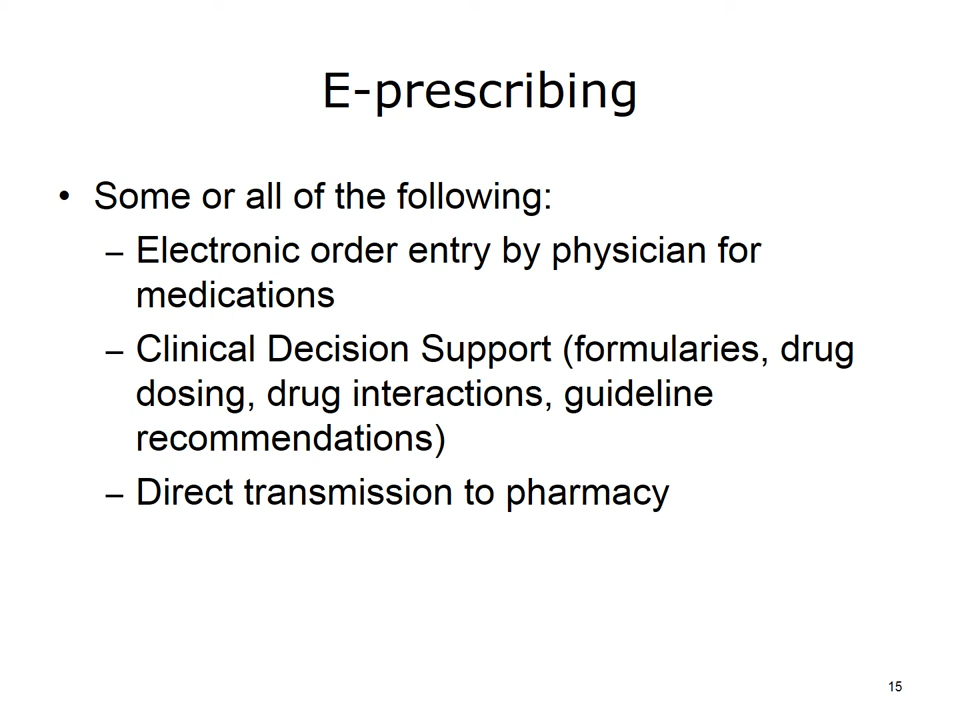 E-prescribing
• Some or all of the following:
– Electronic order entry by physician for
medications
– Clinical Decision Support (formularies, drug
dosing, drug interactions, guideline
recommendations)
– Direct transmission to pharmacy
15